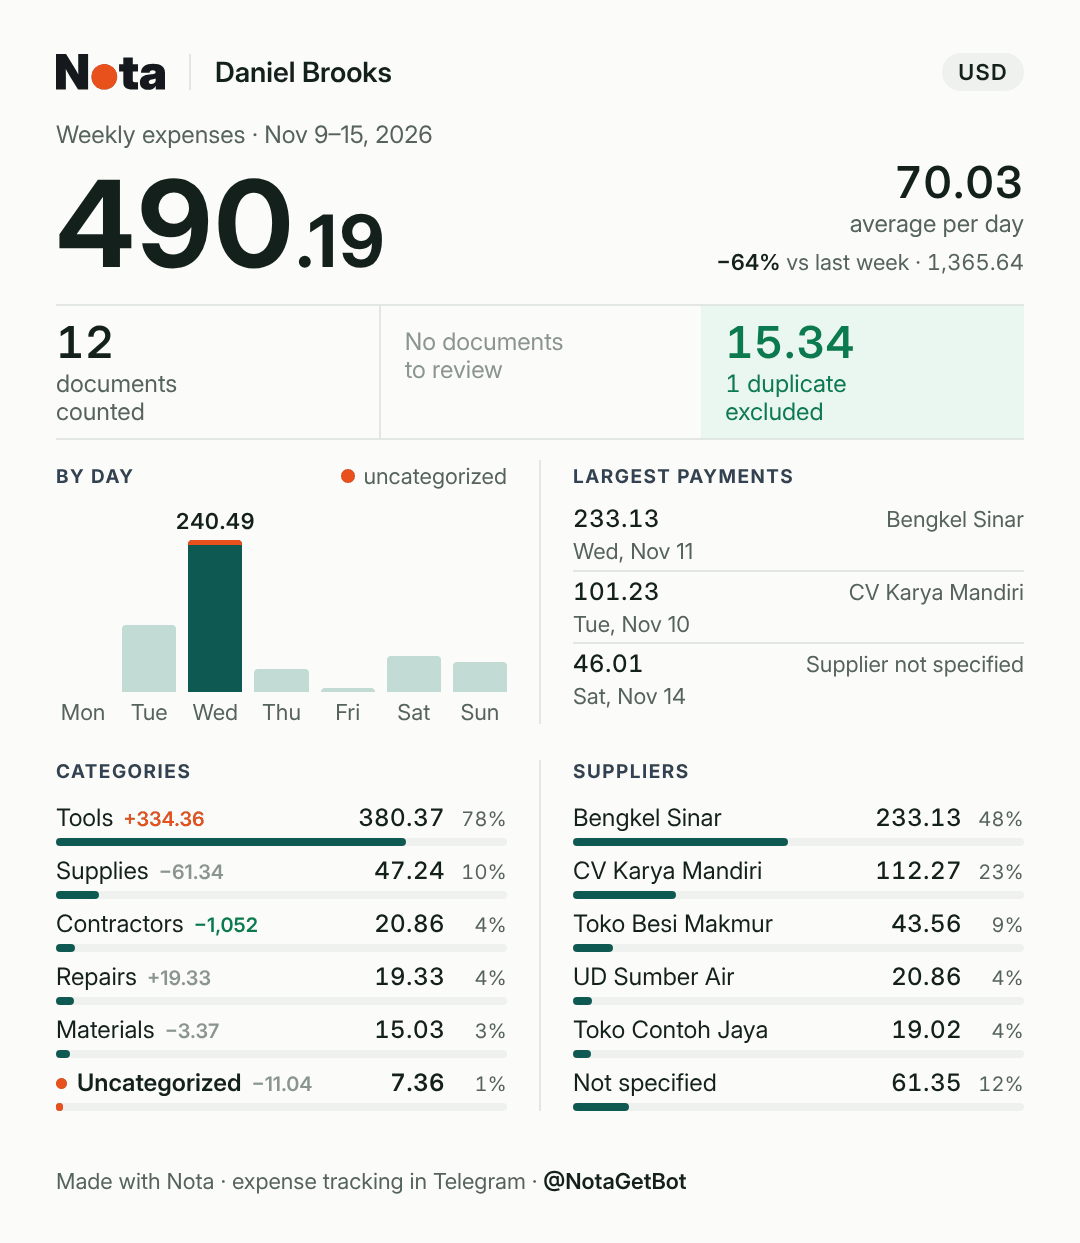 Nota
Daniel Brooks
USD
Weekly expenses · Nov 9–15, 2026
490.19
70.03
average per day
−64% vs last week · 1,365.64
12
documents
counted
No documents
to review
15.34
1 duplicate
excluded
BY DAY
uncategorized
240.49
Mon Tue Wed Thu Fri Sat Sun
LARGEST PAYMENTS
233.13 Bengkel Sinar
Wed, Nov 11
101.23 CV Karya Mandiri
Tue, Nov 10
46.01 Supplier not specified
Sat, Nov 14
CATEGORIES
Tools +334.36 380.37 78%
Supplies −61.34 47.24 10%
Contractors −1,052 20.86 4%
Repairs +19.33 19.33 4%
Materials −3.37 15.03 3%
Uncategorized −11.04 7.36 1%
SUPPLIERS
Bengkel Sinar 233.13 48%
CV Karya Mandiri 112.27 23%
Toko Besi Makmur 43.56 9%
UD Sumber Air 20.86 4%
Toko Contoh Jaya 19.02 4%
Not specified 61.35 12%
Made with Nota · expense tracking in Telegram · @NotaGetBot